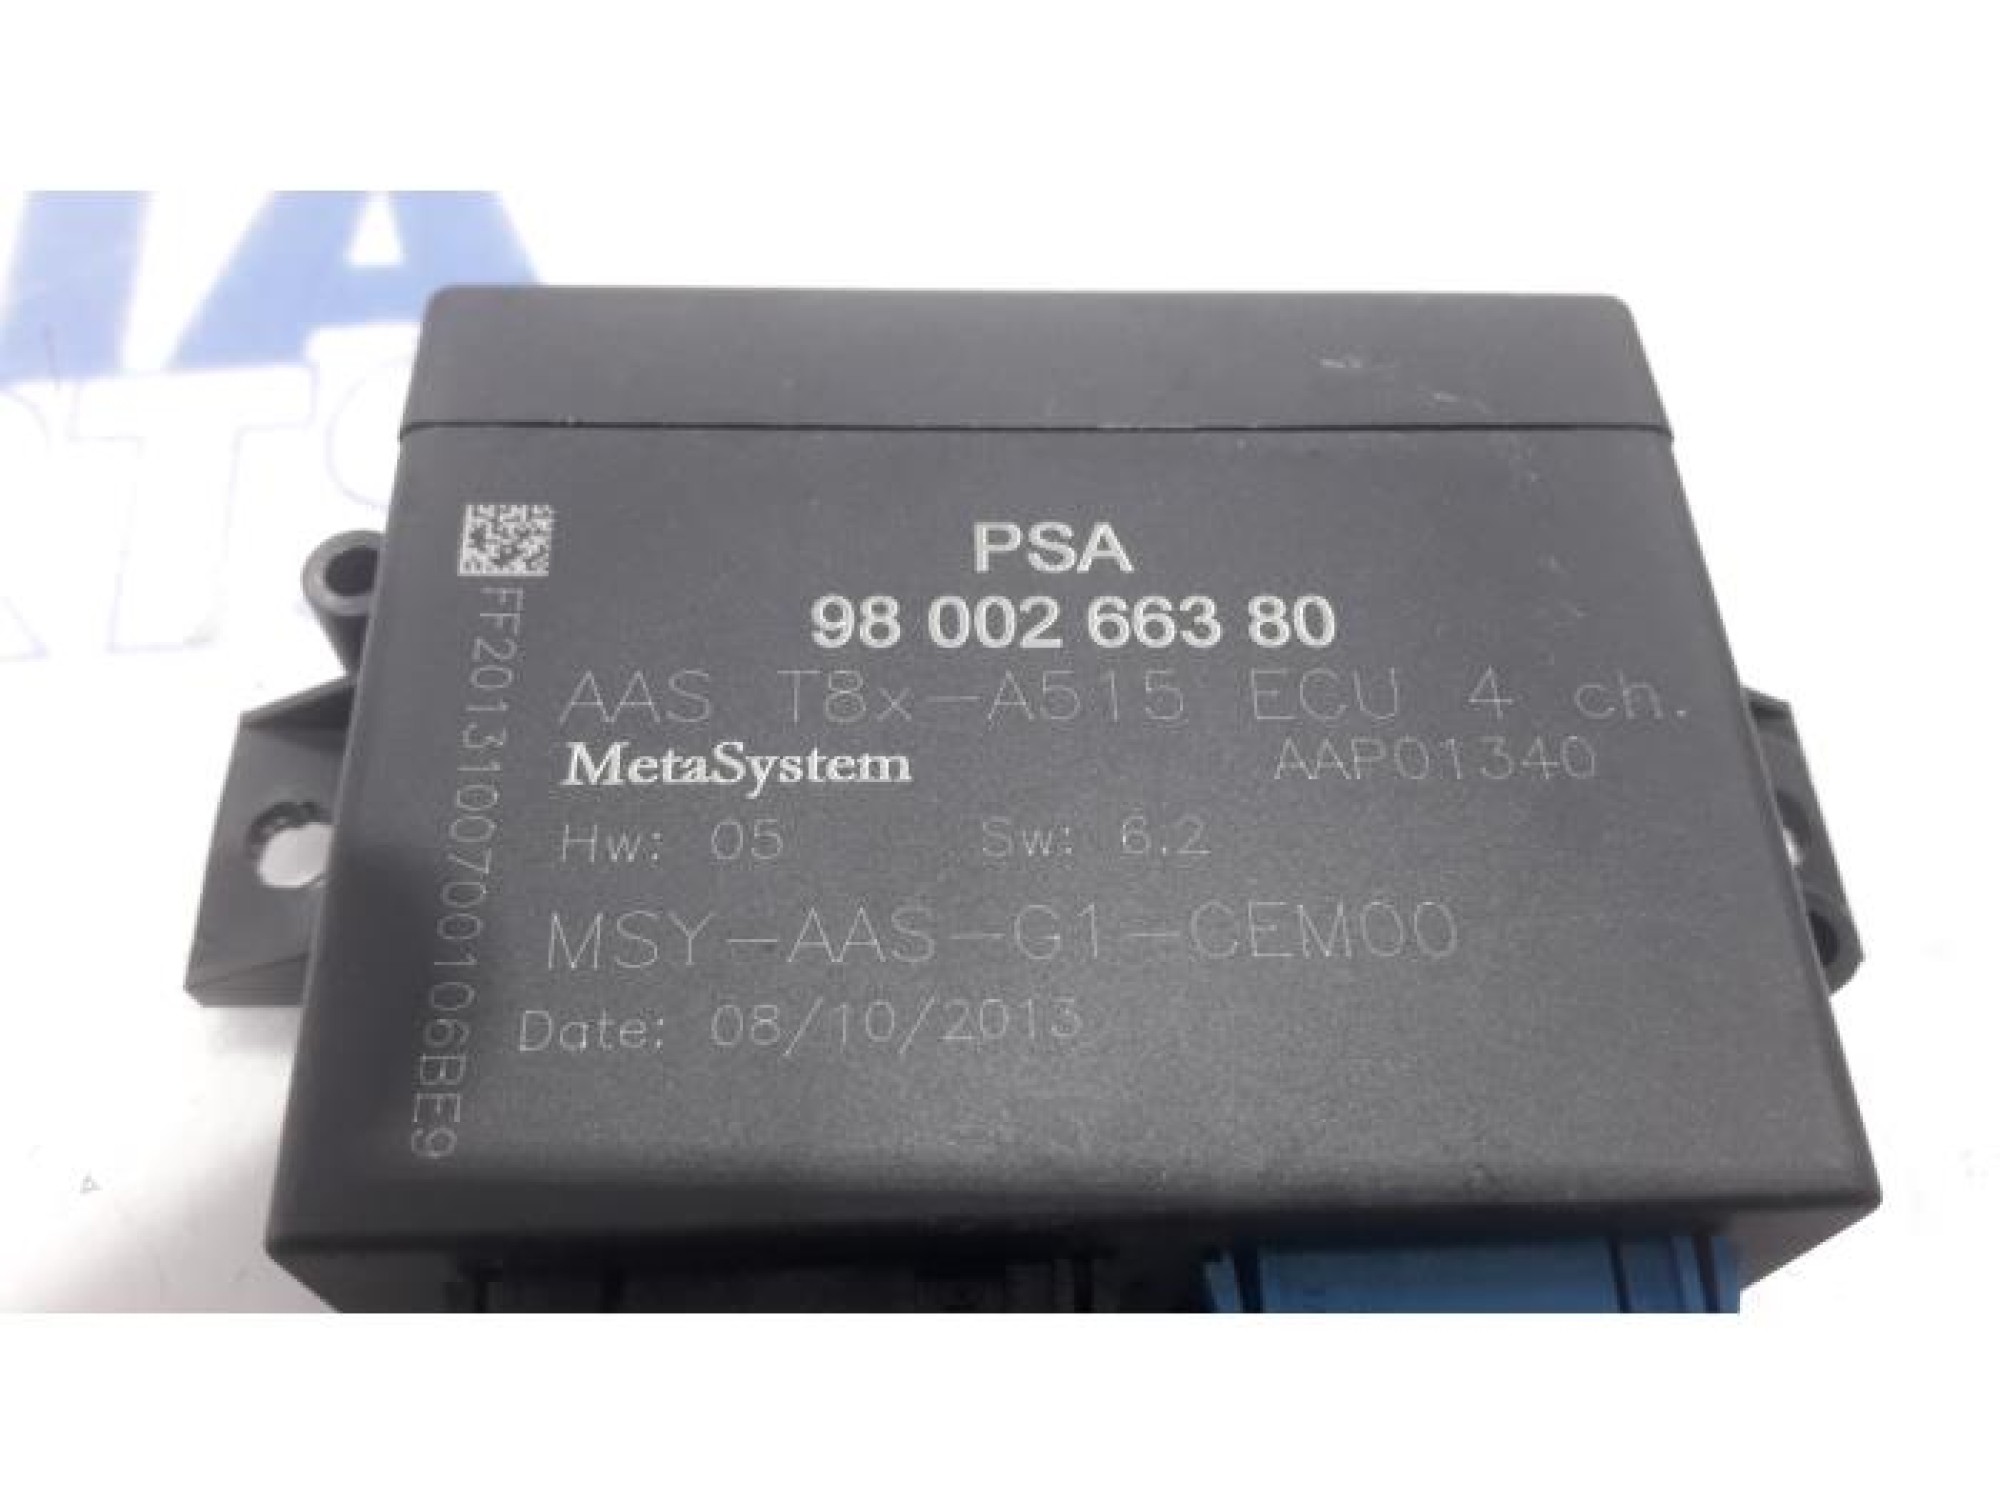 PSA
98 002 663 80
AAS T8x-A515 ECU 4 ch.
MetaSystem AAP01340
Hw: 05 Sw: 6.2
MSY-AAS-G1-CEM00
Date: 08/10/2013
FF2013100700106BE9